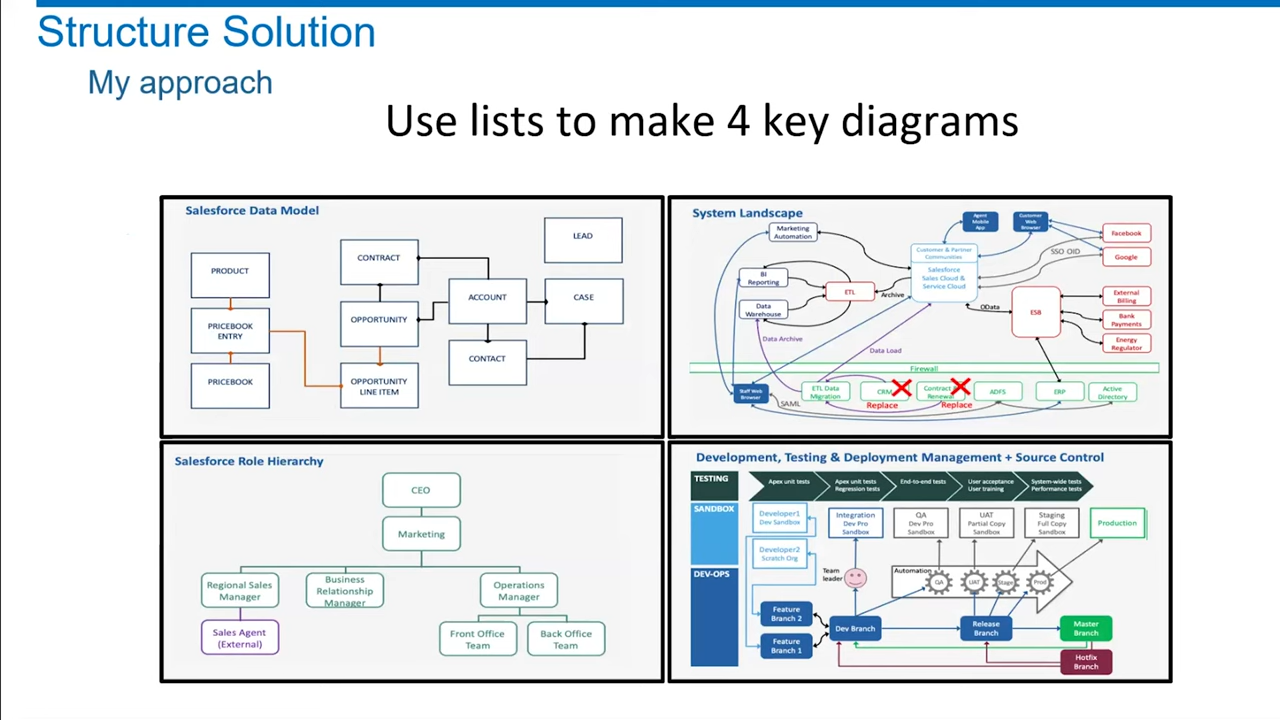 Structure Solution
My approach
Use lists to make 4 key diagrams
Salesforce Data Model
LEAD
CONTRACT
PRODUCT
ACCOUNT
CASE
OPPORTUNITY
PRICEBOOK
ENTRY
CONTACT
PRICEBOOK
OPPORTUNITY
LINE ITEM
System Landscape
Marketing
Automation
Agent
Mobile
App
Customer
Web
Browser
Facebook
Google
SSO OID
Customer & Partner
Communities
Salesforce
Sales Cloud &
Service Cloud
BI
Reporting
ETL
Archive
Data
Warehouse
OData
ESB
External
Billing
Bank
Payments
Energy
Regulator
Data Archive
Data Load
Firewall
Staff Web
Browser
SAML
ETL Data
Migration
CRM
Replace
Contract
Renewal
Replace
ADFS
ERP
Active
Directory
Salesforce Role Hierarchy
CEO
Marketing
Regional Sales
Manager
Business
Relationship
Manager
Operations
Manager
Sales Agent
(External)
Front Office
Team
Back Office
Team
Development, Testing & Deployment Management + Source Control
TESTING
Apex unit tests
Apex unit tests
Regression tests
End-to-end tests
User acceptance
User training
System-wide tests
Performance tests
SANDBOX
Developer1
Dev Sandbox
Integration
Dev Pro
Sandbox
QA
Dev Pro
Sandbox
UAT
Partial Copy
Sandbox
Staging
Full Copy
Sandbox
Production
Developer2
Scratch Org
DEV-OPS
Team
leader
Automation
QA
UAT
Stage
Prod
Feature
Branch 2
Feature
Branch 1
Dev Branch
Release
Branch
Master
Branch
Hotfix
Branch